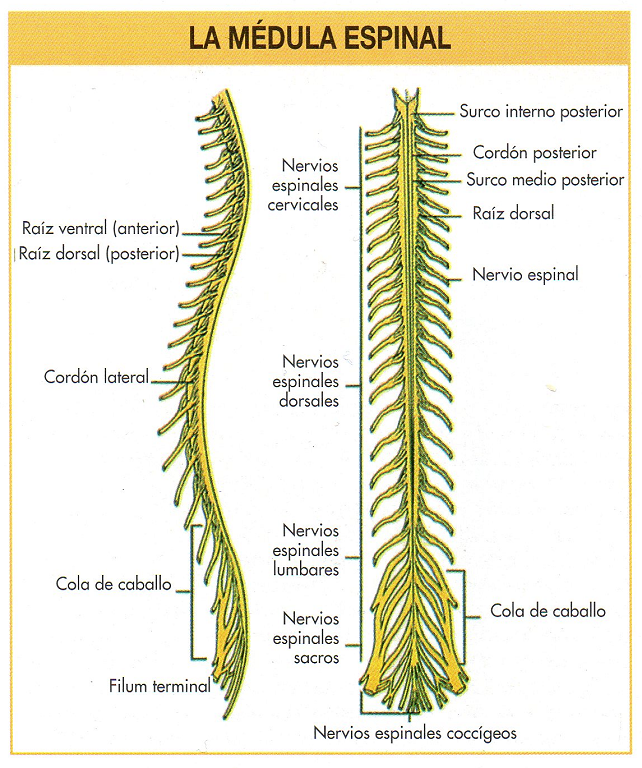 LA MÉDULA ESPINAL
Raíz ventral (anterior)
Raíz dorsal (posterior)
Cordón lateral
Cola de caballo
Filum terminal
Nervios
espinales
cervicales
Nervios
espinales
dorsales
Nervios
espinales
lumbares
Nervios
espinales
sacros
Surco interno posterior
Cordón posterior
Surco medio posterior
Raíz dorsal
Nervio espinal
Cola de caballo
Nervios espinales coccígeos